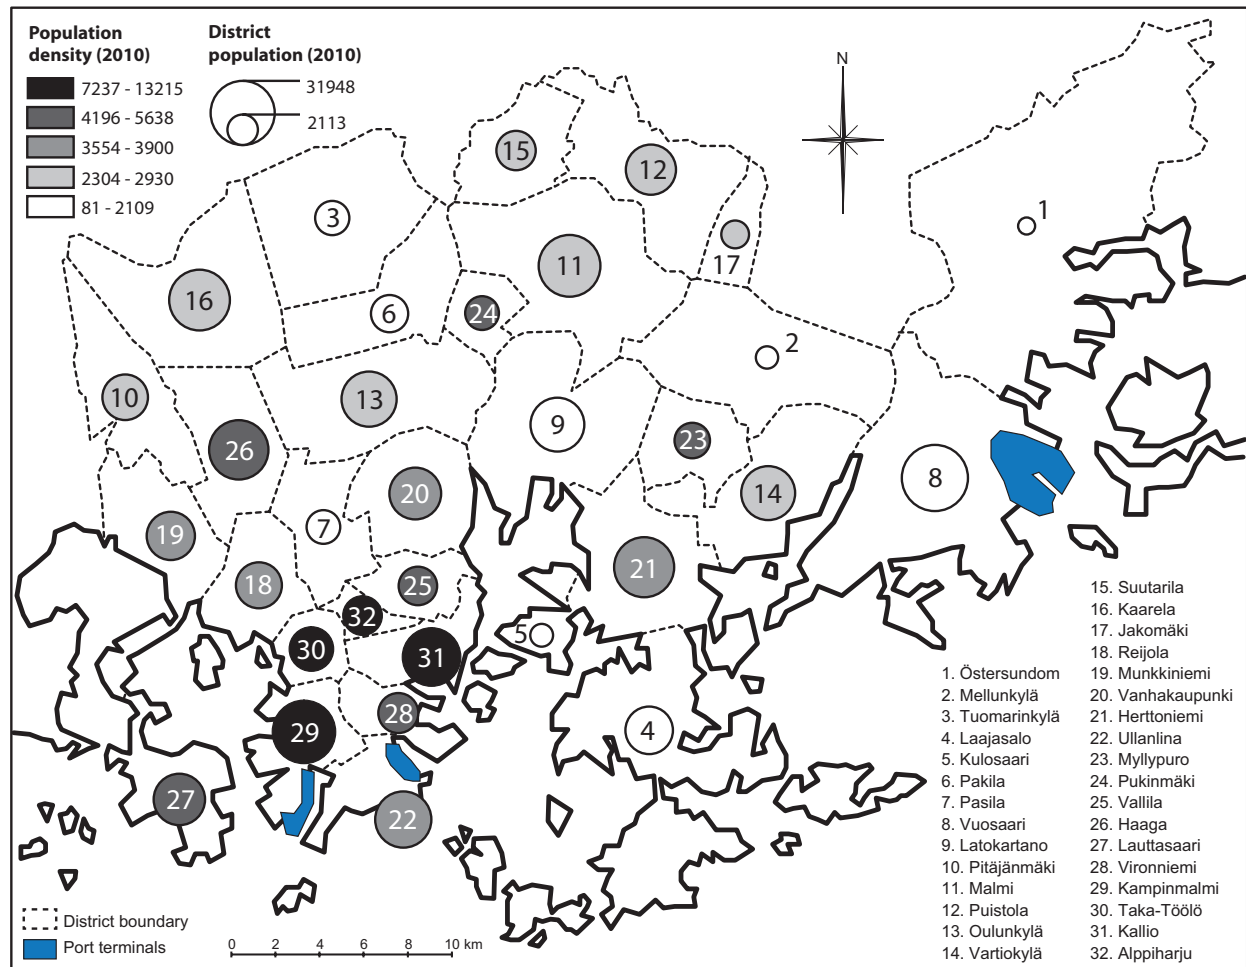 Population
density (2010)
7237 - 13215
4196 - 5638
3554 - 3900
2304 - 2930
81 - 2109
District
population (2010)
31948
2113
N
15
12
1
3
17
11
16
6
24
2
10
13
9
26
23
8
20
14
19
7
21
18
25
32
5
30
31
28
4
29
27
22
1. Östersundom
2. Mellunkylä
3. Tuomarinkylä
4. Laajasalo
5. Kulosaari
6. Pakila
7. Pasila
8. Vuosaari
9. Latokartano
10. Pitäjänmäki
11. Malmi
12. Puistola
13. Oulunkylä
14. Vartiokylä
15. Suutarila
16. Kaarela
17. Jakomäki
18. Reijola
19. Munkkiniemi
20. Vanhakaupunki
21. Herttoniemi
22. Ullanlina
23. Myllypuro
24. Pukinmäki
25. Vallila
26. Haaga
27. Lauttasaari
28. Vironniemi
29. Kampinmalmi
30. Taka-Töölö
31. Kallio
32. Alppiharju
District boundary
Port terminals
0 2 4 6 8 10 km